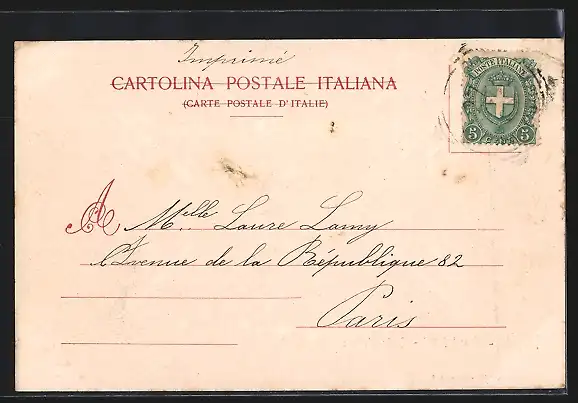 Imprimé
CARTOLINA POSTALE ITALIANA
(CARTE POSTALE D'ITALIE)
POSTE ITALIANE
5 5
A Melle Laure Lamy
Avenue de la République 82
Paris